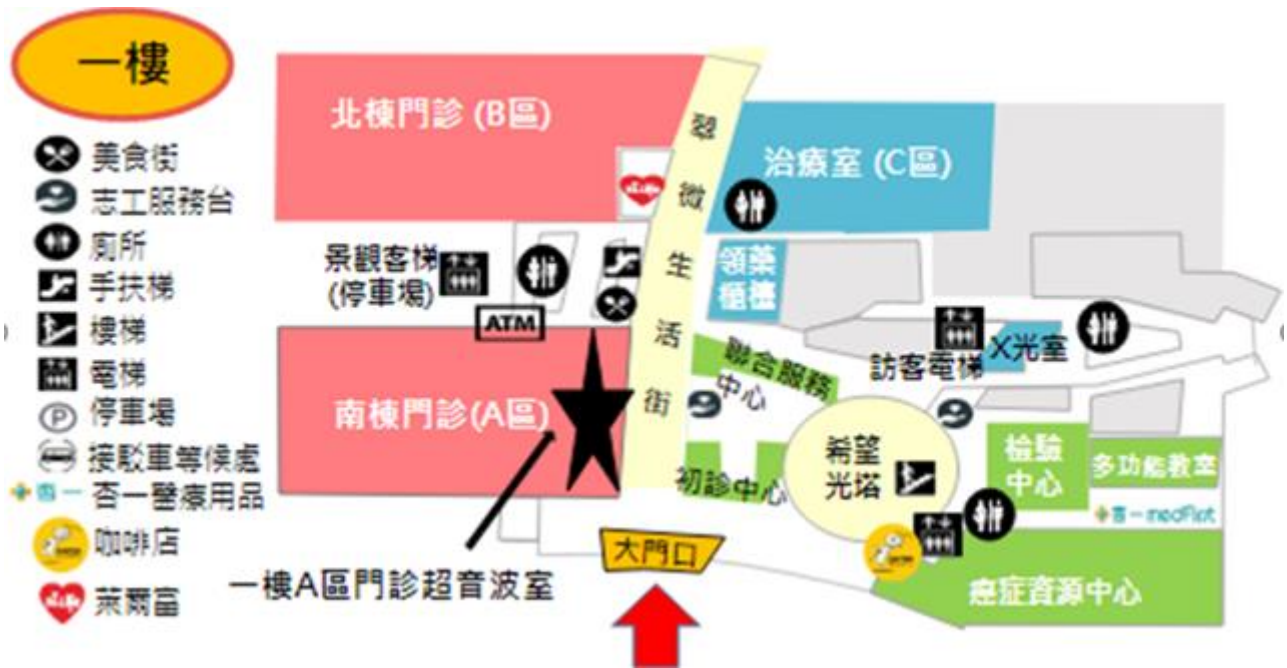 一樓
美食街
志工服務台
廁所
手扶梯
樓梯
電梯
P
停車場
接駁車等候處
杏一
杏一醫療用品
咖啡店
萊爾富
北棟門診 (B區)
翠微生活街
治療室 (C區)
景觀客梯
(停車場)
ATM
領藥
櫃檯
南棟門診(A區)
聯合服務
中心
訪客電梯
X光室
初診中心
希望
光塔
檢驗
中心
多功能教室
杏一 medFirst
大門口
一樓A區門診超音波室
癌症資源中心